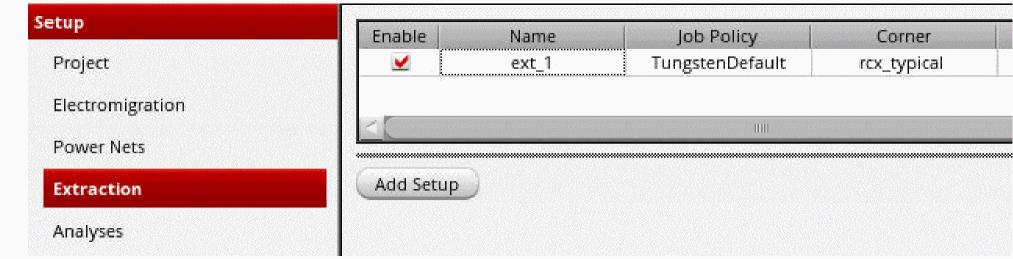 Setup
Project
Electromigration
Power Nets
Extraction
Analyses
Enable Name Job Policy Corner
ext_1 TungstenDefault rcx_typical
Add Setup